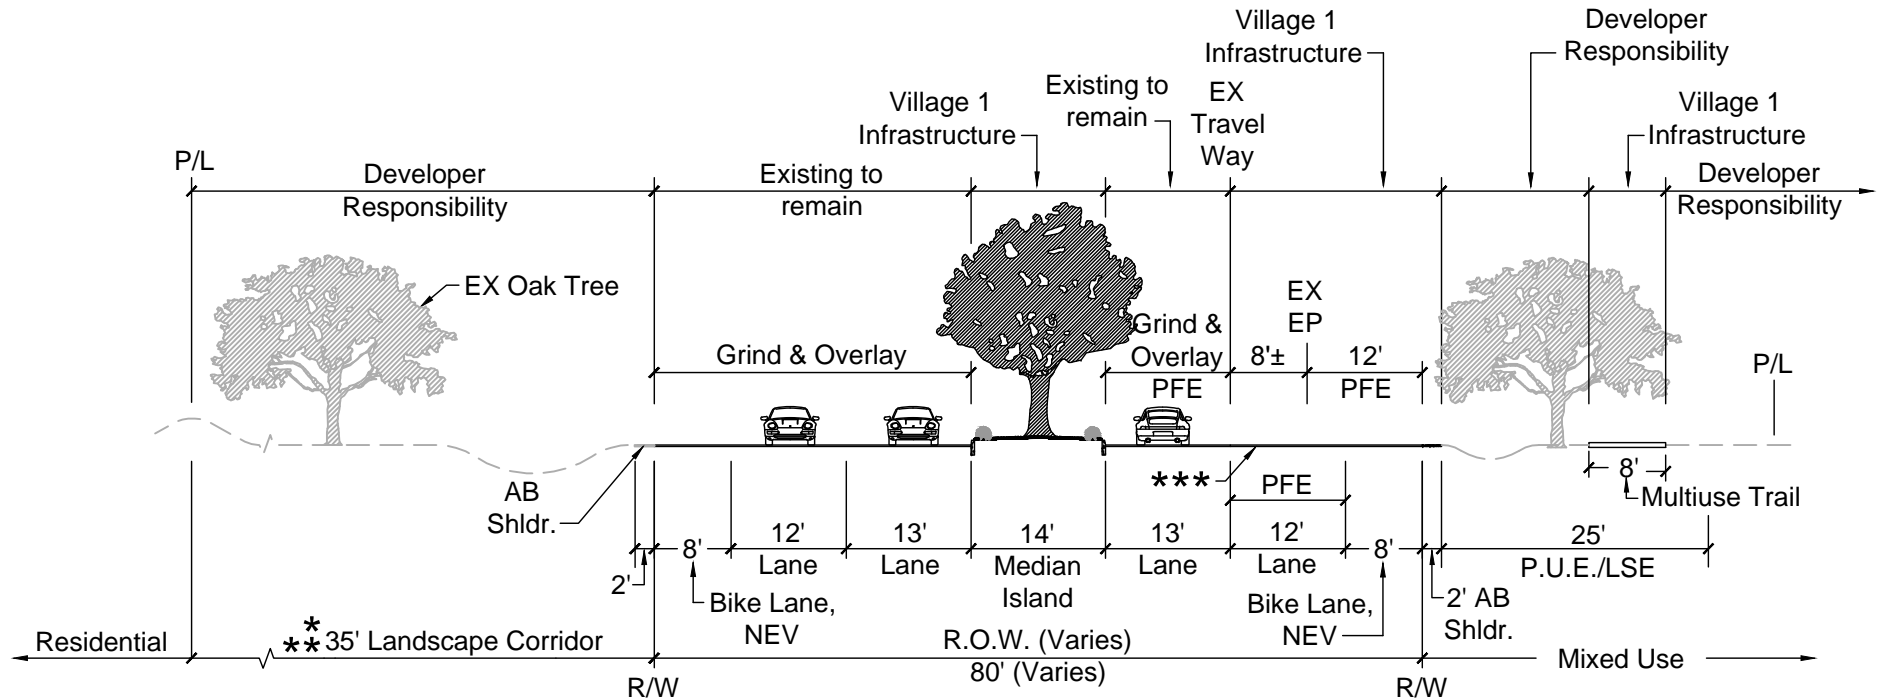 Village 1
Infrastructure
Developer
Responsibility
Existing to
remain
EX
Travel
Way
Village 1
Infrastructure
Village 1
Infrastructure
P/L
Developer
Responsibility
Existing to
remain
Developer
Responsibility
EX Oak Tree
EX
EP
Grind & Overlay
Grind &
Overlay
PFE
8'±
12'
PFE
P/L
***
PFE
8'
Multiuse Trail
AB
Shldr.
2'
8'
12'
Lane
13'
Lane
14'
Median
Island
13'
Lane
12'
Lane
8'
25'
P.U.E./LSE
Bike Lane,
NEV
Bike Lane,
NEV
2' AB
Shldr.
Residential
*
** 35' Landscape Corridor
R.O.W. (Varies)
80' (Varies)
Mixed Use
R/W
R/W